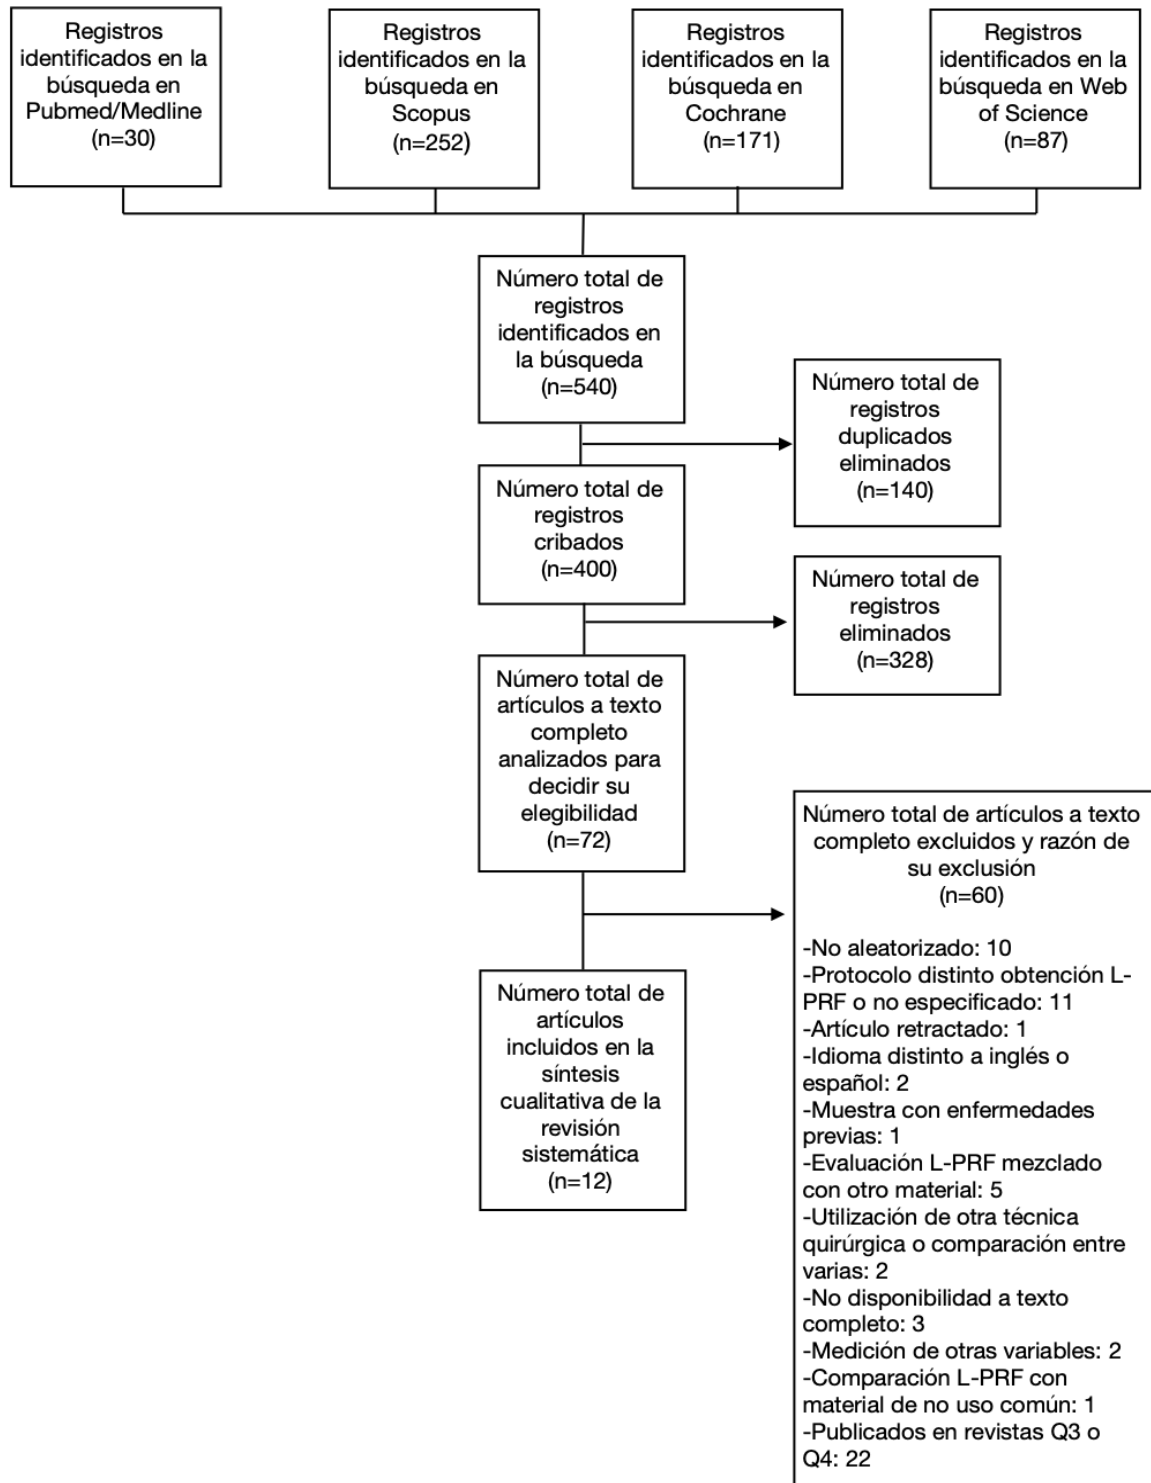 Registros
identificados en la
búsqueda en
Pubmed/Medline
(n=30)
Registros
identificados en la
búsqueda en
Scopus
(n=252)
Registros
identificados en la
búsqueda en
Cochrane
(n=171)
Registros
identificados en la
búsqueda en Web
of Science
(n=87)
Número total de
registros
identificados en
la búsqueda
(n=540)
Número total de
registros
duplicados
eliminados
(n=140)
Número total de
registros
cribados
(n=400)
Número total de
registros
eliminados
(n=328)
Número total de
artículos a texto
completo
analizados para
decidir su
elegibilidad
(n=72)
Número total de artículos a texto
completo excluidos y razón de
su exclusión
(n=60)
-No aleatorizado: 10
-Protocolo distinto obtención L-
PRF o no especificado: 11
-Artículo retractado: 1
-Idioma distinto a inglés o
español: 2
-Muestra con enfermedades
previas: 1
-Evaluación L-PRF mezclado
con otro material: 5
-Utilización de otra técnica
quirúrgica o comparación entre
varias: 2
-No disponibilidad a texto
completo: 3
-Medición de otras variables: 2
-Comparación L-PRF con
material de no uso común: 1
-Publicados en revistas Q3 o
Q4: 22
Número total de
artículos
incluidos en la
síntesis
cualitativa de la
revisión
sistemática
(n=12)